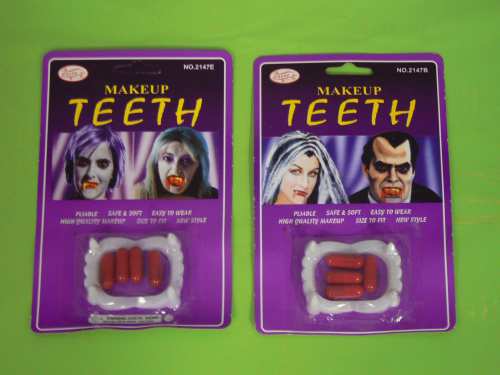 NO.2147E
MAKEUP
TEETH
PLIABLE SAFE & SOFT EASY TO WEAR
HIGH QUALITY MAKEUP SIZE TO FIT NEW STYLE
NO.2147B
MAKEUP
TEETH
PLIABLE SAFE & SOFT EASY TO WEAR
HIGH QUALITY MAKEUP SIZE TO FIT NEW STYLE